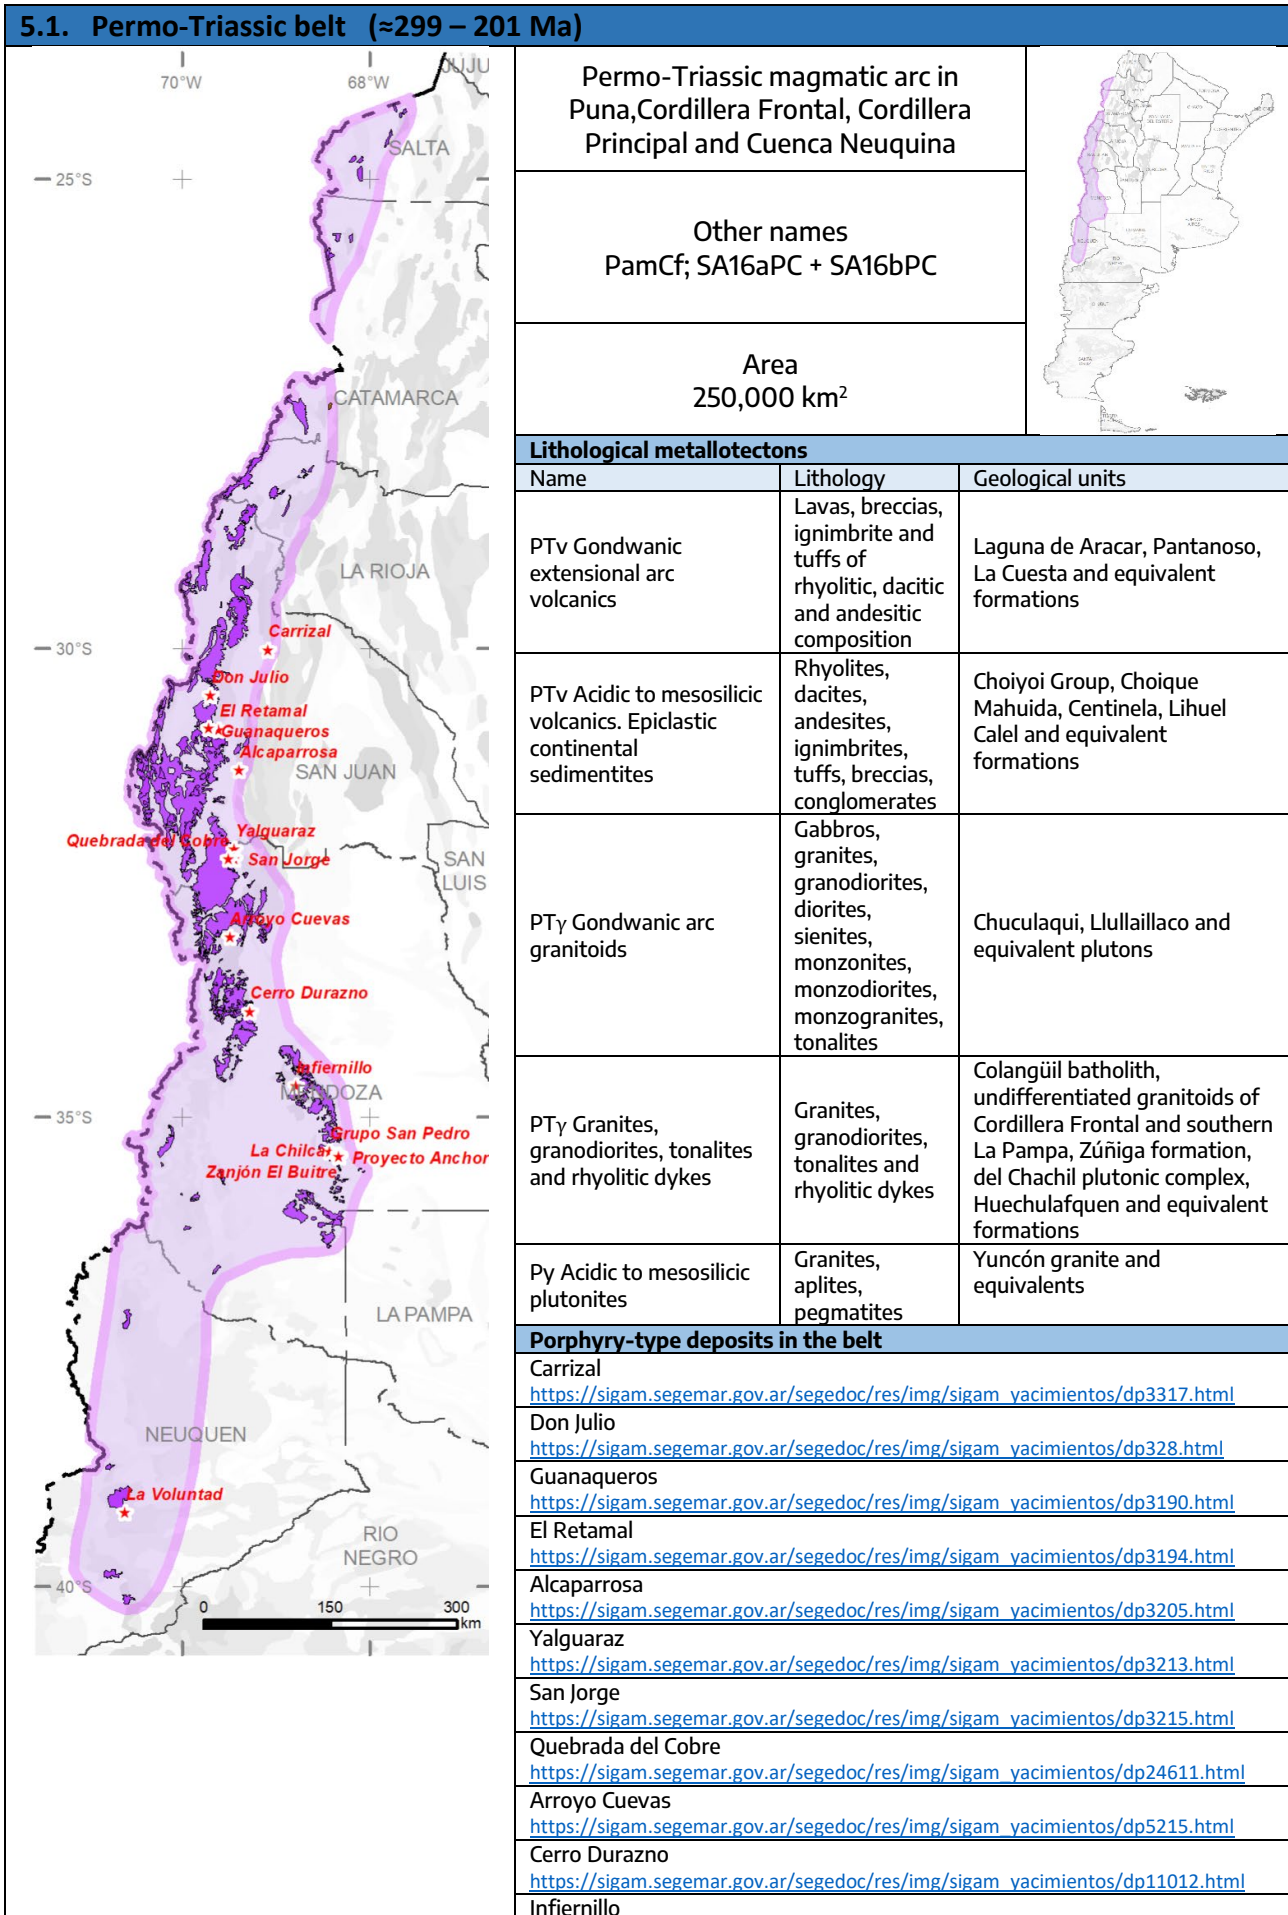 5.1. Permo-Triassic belt (≈299 – 201 Ma)
70°W
68°W
JUJU
SALTA
25°S
CATAMARCA
LA RIOJA
30°S
Carrizal
Don Julio
El Retamal
Guanaqueros
Alcaparrosa
SAN JUAN
Quebrada del Cobre
Yalguaraz
San Jorge
SAN
LUIS
Arroyo Cuevas
Cerro Durazno
Infiernillo
MENDOZA
35°S
Grupo San Pedro
La Chilca
Proyecto Anchor
Zanjón El Buitre
LA PAMPA
NEUQUEN
La Voluntad
RIO
NEGRO
40°S
0
150
300
km
Permo-Triassic magmatic arc in
Puna,Cordillera Frontal, Cordillera
Principal and Cuenca Neuquina
Other names
PamCf; SA16aPC + SA16bPC
Area
250,000 km²
Lithological metallotectons
Name
Lithology
Geological units
PTv Gondwanic
extensional arc
volcanics
Lavas, breccias,
ignimbrite and
tuffs of
rhyolitic, dacitic
and andesitic
composition
Laguna de Aracar, Pantanoso,
La Cuesta and equivalent
formations
PTv Acidic to mesosilicic
volcanics. Epiclastic
continental
sedimentites
Rhyolites,
dacites,
andesites,
ignimbrites,
tuffs, breccias,
conglomerates
Choiyoi Group, Choique
Mahuida, Centinela, Lihuel
Calel and equivalent
formations
PTγ Gondwanic arc
granitoids
Gabbros,
granites,
granodiorites,
diorites,
sienites,
monzonites,
monzodiorites,
monzogranites,
tonalites
Chuculaqui, Llullaillaco and
equivalent plutons
PTγ Granites,
granodiorites, tonalites
and rhyolitic dykes
Granites,
granodiorites,
tonalites and
rhyolitic dykes
Colangüil batholith,
undifferentiated granitoids of
Cordillera Frontal and southern
La Pampa, Zúñiga formation,
del Chachil plutonic complex,
Huechulafquen and equivalent
formations
Py Acidic to mesosilicic
plutonites
Granites,
aplites,
pegmatites
Yuncón granite and
equivalents
Porphyry-type deposits in the belt
Carrizal
https://sigam.segemar.gov.ar/segedoc/res/img/sigam_yacimientos/dp3317.html
Don Julio
https://sigam.segemar.gov.ar/segedoc/res/img/sigam_yacimientos/dp328.html
Guanaqueros
https://sigam.segemar.gov.ar/segedoc/res/img/sigam_yacimientos/dp3190.html
El Retamal
https://sigam.segemar.gov.ar/segedoc/res/img/sigam_yacimientos/dp3194.html
Alcaparrosa
https://sigam.segemar.gov.ar/segedoc/res/img/sigam_yacimientos/dp3205.html
Yalguaraz
https://sigam.segemar.gov.ar/segedoc/res/img/sigam_yacimientos/dp3213.html
San Jorge
https://sigam.segemar.gov.ar/segedoc/res/img/sigam_yacimientos/dp3215.html
Quebrada del Cobre
https://sigam.segemar.gov.ar/segedoc/res/img/sigam_yacimientos/dp24611.html
Arroyo Cuevas
https://sigam.segemar.gov.ar/segedoc/res/img/sigam_yacimientos/dp5215.html
Cerro Durazno
https://sigam.segemar.gov.ar/segedoc/res/img/sigam_yacimientos/dp11012.html
Infiernillo